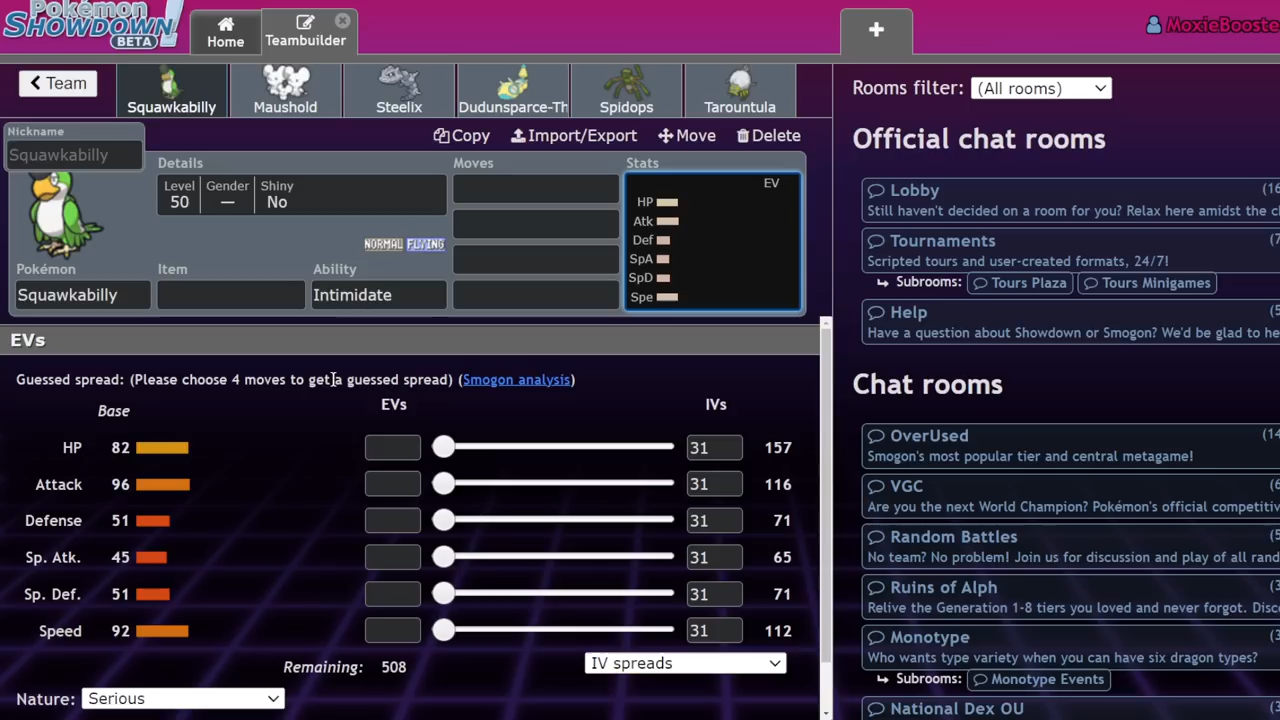 Pokémon
SHOWDOWN!
BETA
Home
Teambuilder
+
MoxieBooste
Team
Squawkabilly
Maushold
Steelix
Dudunsparce-Th
Spidops
Tarountula
Rooms filter: (All rooms)
Nickname
Squawkabilly
Copy
Import/Export
Move
Delete
Official chat rooms
Details
Moves
Stats
Level
50
Gender
—
Shiny
No
EV
HP
Atk
Def
SpA
SpD
Spe
NORMAL FLYING
Pokémon
Squawkabilly
Item
Ability
Intimidate
Lobby (16
Still haven't decided on a room for you? Relax here amidst the c
Tournaments (7
Scripted tours and user-created formats, 24/7!
Subrooms: Tours Plaza Tours Minigames
Help (5
Have a question about Showdown or Smogon? We'd be glad to he
EVs
Guessed spread: (Please choose 4 moves to get a guessed spread) (Smogon analysis)
Base EVs IVs
HP 82 31 157
Attack 96 31 116
Defense 51 31 71
Sp. Atk. 45 31 65
Sp. Def. 51 31 71
Speed 92 31 112
Remaining: 508
IV spreads
Nature: Serious
Chat rooms
OverUsed (14
Smogon's most popular tier and central metagame!
VGC (6
Are you the next World Champion? Pokémon's official competitiv
Random Battles (5
No team? No problem! Join us for discussion and play of all rand
Ruins of Alph (3
Relive the Generation 1-8 tiers you loved and never forgot. Disc
Monotype (3
Who wants type variety when you can have six dragon types?
Subrooms: Monotype Events
National Dex OU (2